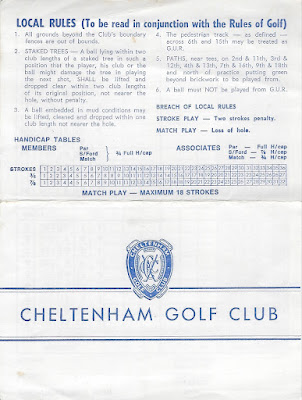 LOCAL RULES (To be read in conjunction with the Rules of Golf)
1. All grounds beyond the Club's boundary
fences are out of bounds.
2. STAKED TREES — A ball lying within two
club lengths of a staked tree in such a
position that the player, his club or the
ball might damage the tree in playing
the next shot, SHALL be lifted and
dropped clear within two club lengths
of its original position, not nearer the
hole, without penalty.
3. A ball embedded in mud conditions may
be lifted, cleaned and dropped within one
club length not nearer the hole.
4. The pedestrian track — as defined —
across 6th and 15th may be treated as
G.U.R.
5. PATHS, near tees, on 2nd & 11th, 3rd &
12th, 4th & 13th, 7th & 14th, 9th & 18th
and north of practice putting green
beyond brickwork to be played from.
6. A ball must NOT be played from G.U.R.
BREACH OF LOCAL RULES
STROKE PLAY — Two strokes penalty.
MATCH PLAY — Loss of hole.
HANDICAP TABLES
MEMBERS
Par
S/Ford
Match
¾ Full H/cap
ASSOCIATES
Par
S/Ford
Match
¾ Full H/cap
STROKES
MATCH PLAY — MAXIMUM 18 STROKES
CHELTENHAM
GOLF
CLUB
CHELTENHAM GOLF CLUB